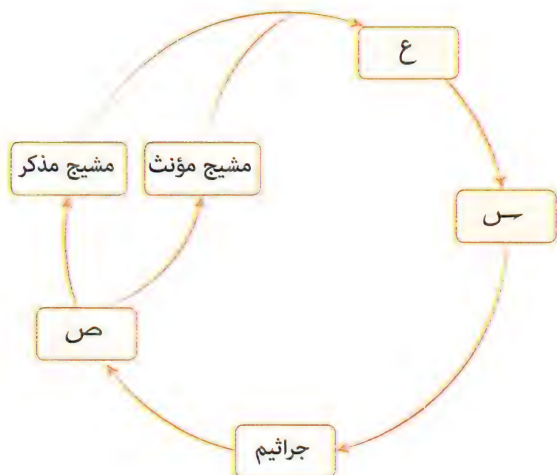 ع
مشيج مؤنث
مشيج مذكر
س
ص
جراثيم